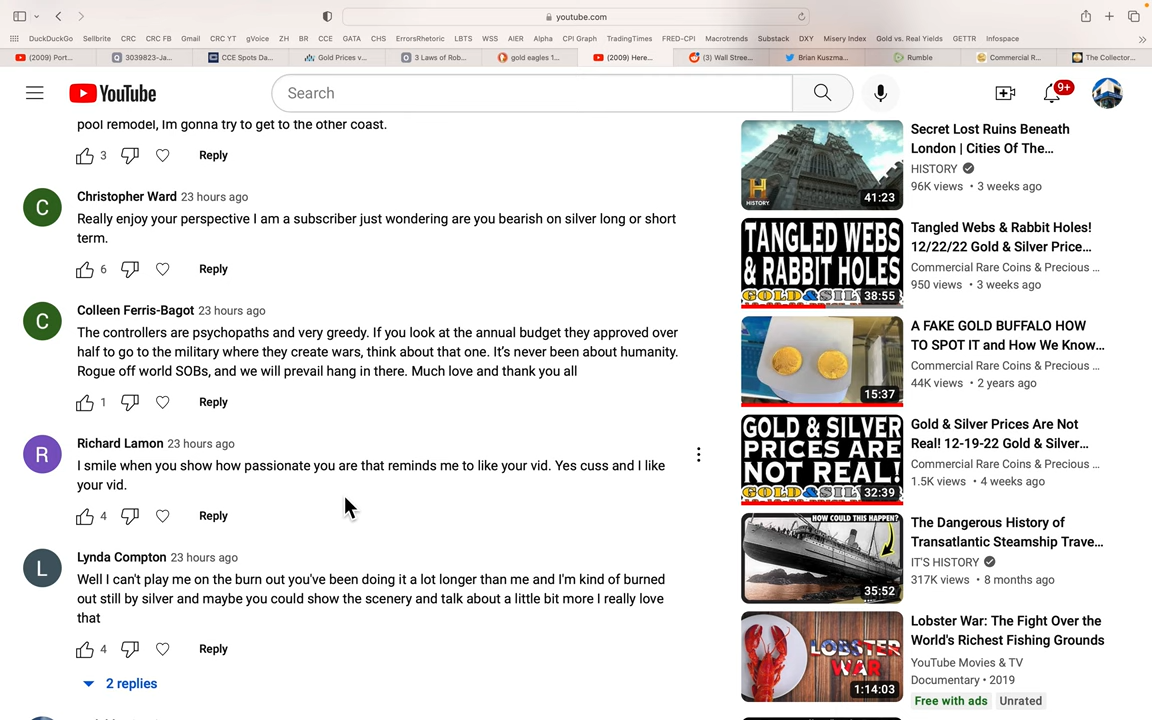 youtube.com
DuckDuckGo Sellbrite CRC CRC FB Gmail CRC YT gVoice ZH BR CCE GATA CHS ErrorsRhetoric LBTS WSS AIER Alpha CPI Graph TradingTimes FRED-CPI Macrotrends Substack DXY Misery Index Gold vs. Real Yields GETTR Infospace
(2009) Port... 3039823-Ja... CCE Spots Da... Gold Prices v... 3 Laws of Rob... gold eagles 1... (2009) Here... (3) Wall Stree... Brian Kuszma... Rumble Commercial R... The Collector...
YouTube
Search
9+
pool remodel, Im gonna try to get to the other coast.
3 Reply
Christopher Ward 23 hours ago
Really enjoy your perspective I am a subscriber just wondering are you bearish on silver long or short
term.
6 Reply
C
Colleen Ferris-Bagot 23 hours ago
The controllers are psychopaths and very greedy. If you look at the annual budget they approved over
half to go to the military where they create wars, think about that one. It's never been about humanity.
Rogue off world SOBs, and we will prevail hang in there. Much love and thank you all
1 Reply
C
Richard Lamon 23 hours ago
I smile when you show how passionate you are that reminds me to like your vid. Yes cuss and I like
your vid.
4 Reply
R
Lynda Compton 23 hours ago
Well I can't play me on the burn out you've been doing it a lot longer than me and I'm kind of burned
out still by silver and maybe you could show the scenery and talk about a little bit more I really love
that
4 Reply
L
2 replies
H
HISTORY
41:23
Secret Lost Ruins Beneath
London | Cities Of The...
HISTORY
96K views • 3 weeks ago
TANGLED WEBS
& RABBIT HOLES
GOLD & SIL
38:55
Tangled Webs & Rabbit Holes!
12/22/22 Gold & Silver Price...
Commercial Rare Coins & Precious ...
950 views • 3 weeks ago
15:37
A FAKE GOLD BUFFALO HOW
TO SPOT IT and How We Know...
Commercial Rare Coins & Precious ...
44K views • 2 years ago
GOLD & SILVER
PRICES ARE
NOT REAL!
GOLD & SIL
32:39
Gold & Silver Prices Are Not
Real! 12-19-22 Gold & Silver...
Commercial Rare Coins & Precious ...
1.5K views • 4 weeks ago
HOW COULD THIS HAPPEN?
35:52
The Dangerous History of
Transatlantic Steamship Trave...
IT'S HISTORY
317K views • 8 months ago
LOBSTER
WAR
1:14:03
Lobster War: The Fight Over the
World's Richest Fishing Grounds
YouTube Movies & TV
Documentary • 2019
Free with ads Unrated